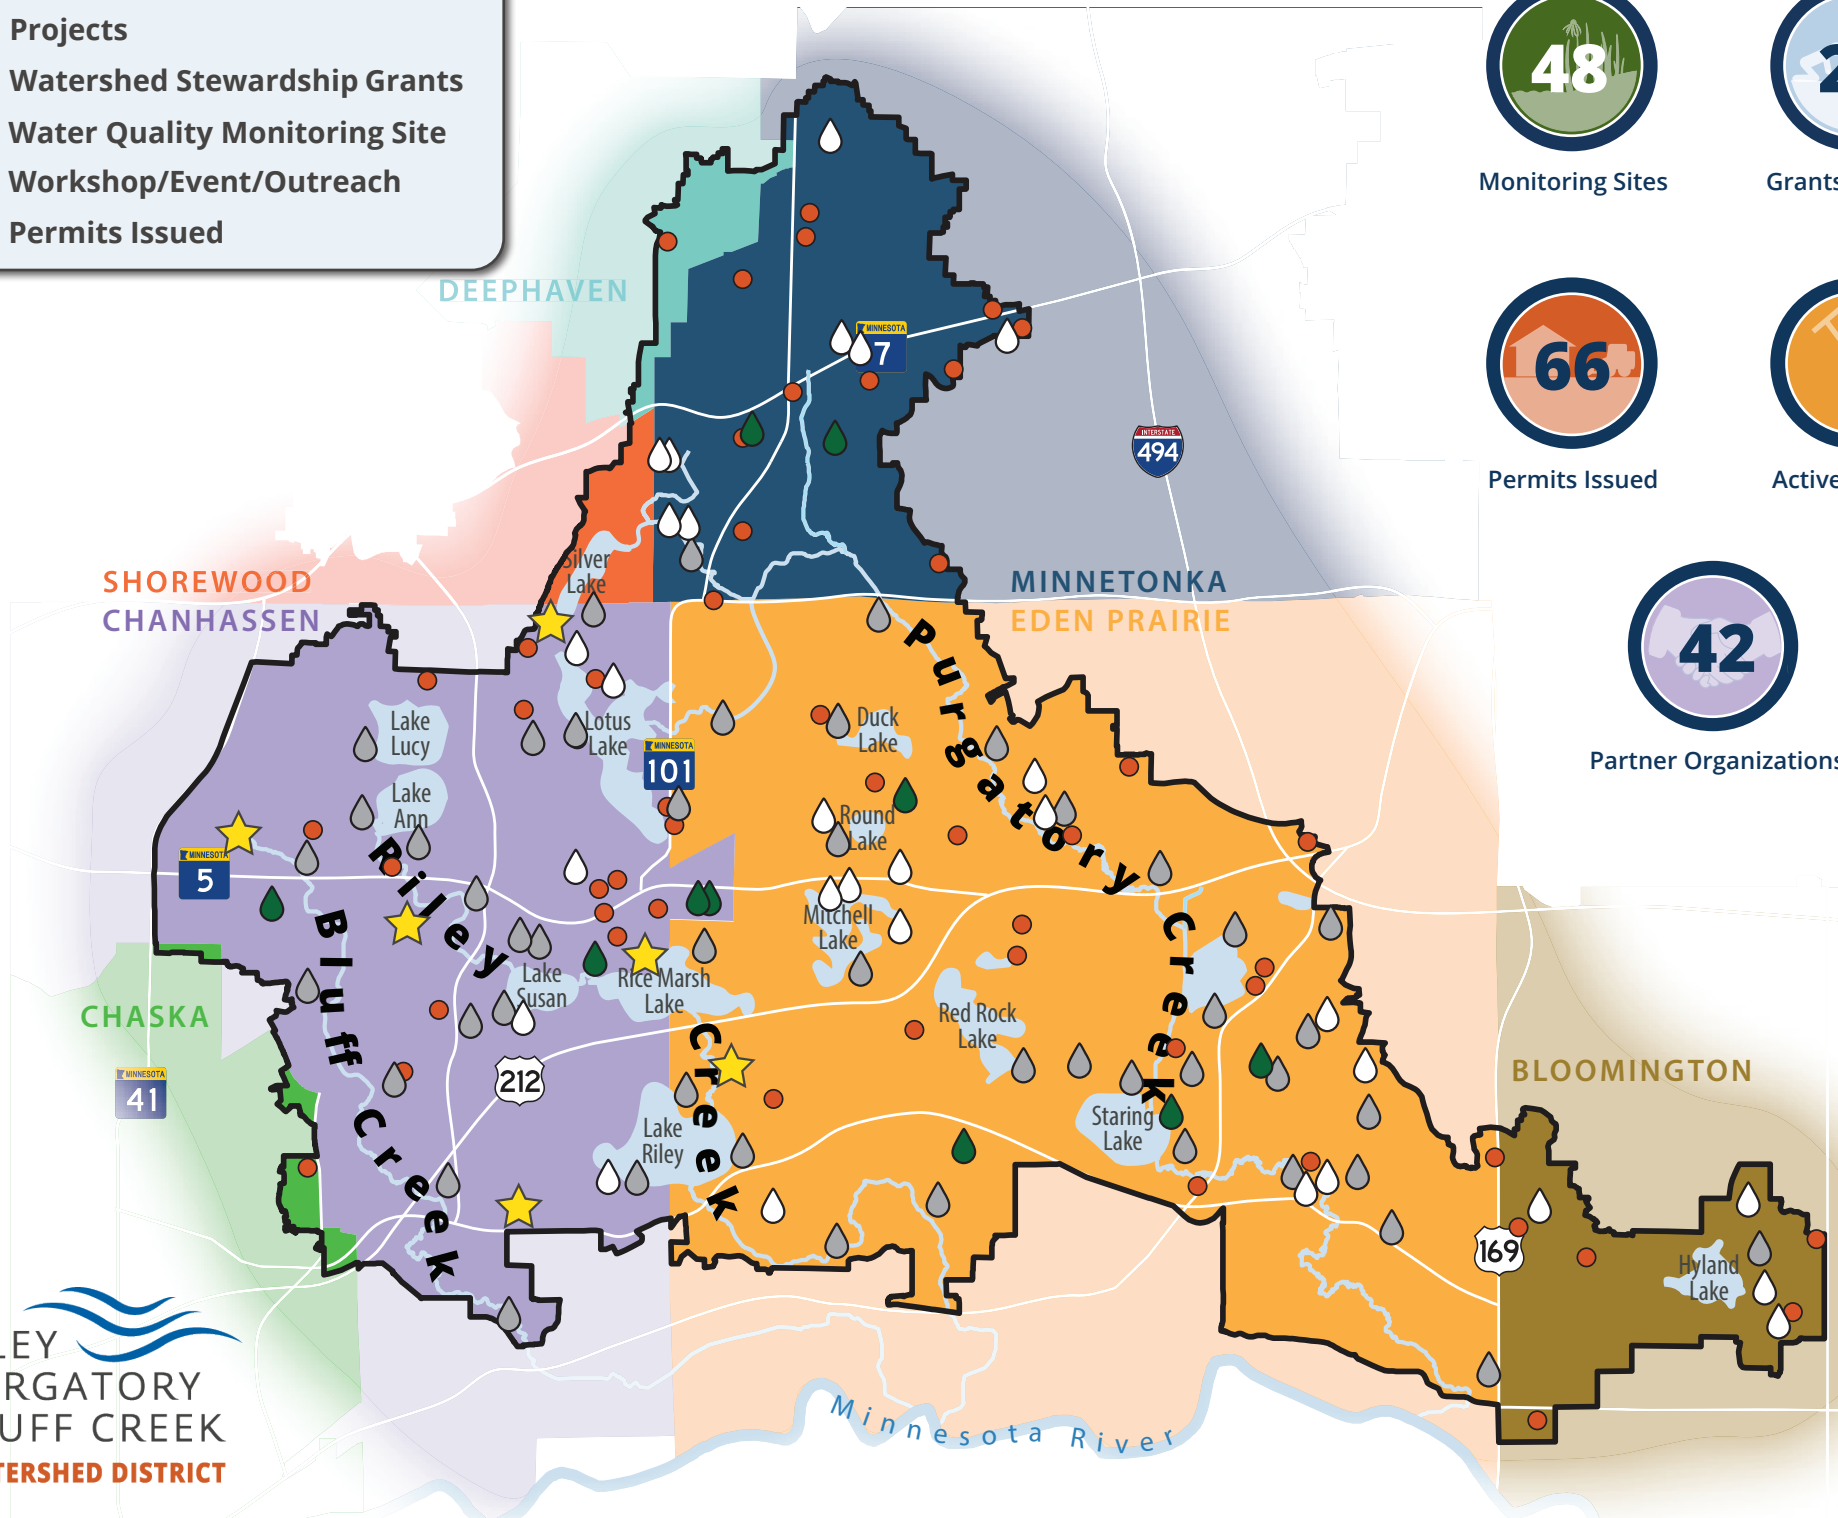 Projects
Watershed Stewardship Grants
Water Quality Monitoring Site
Workshop/Event/Outreach
Permits Issued
48
2
Monitoring Sites
Grants
66
Permits Issued
Active
42
Partner Organizations
DEEPHAVEN
MINNESOTA
7
INTERSTATE
494
SHOREWOOD
CHANHASSEN
MINNETONKA
EDEN PRAIRIE
Silver
Lake
Lake
Lucy
Lotus
Lake
Duck
Lake
MINNESOTA
101
Lake
Ann
Round
Lake
MINNESOTA
5
Mitchell
Lake
Purgatory Creek
Riley Creek
Bluff Creek
Lake
Susan
Rice Marsh
Lake
Red Rock
Lake
CHASKA
MINNESOTA
41
212
Lake
Riley
Staring
Lake
BLOOMINGTON
169
Hyland
Lake
Minnesota River
LEY
RGATORY
UFF CREEK
TERSHED DISTRICT